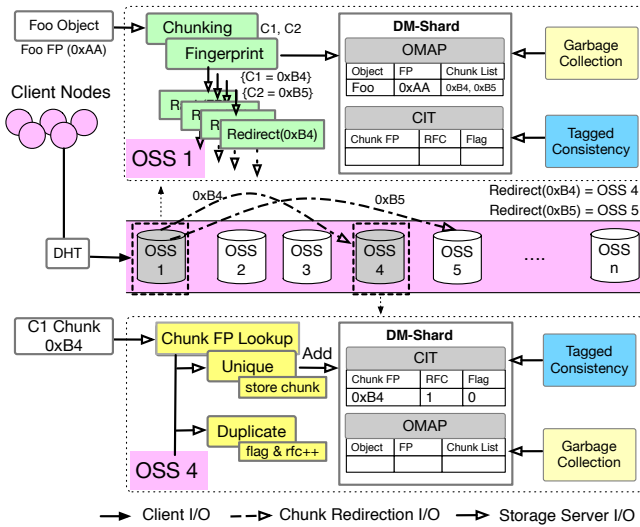 Foo Object
Foo FP (0xAA)
Chunking
C1, C2
Fingerprint
{C1 = 0xB4}
{C2 = 0xB5}
Redirect(0xB4)
OSS 1
DM-Shard
OMAP
Object FP Chunk List
Foo 0xAA 0xB4, 0xB5
CIT
Chunk FP RFC Flag
Garbage
Collection
Tagged
Consistency
Client Nodes
DHT
0xB4
0xB5
Redirect(0xB4) = OSS 4
Redirect(0xB5) = OSS 5
OSS
1
OSS
2
OSS
3
OSS
4
OSS
5
....
OSS
n
C1 Chunk
0xB4
Chunk FP Lookup
Unique
store chunk
Add
Duplicate
flag & rfc++
OSS 4
DM-Shard
CIT
Chunk FP RFC Flag
0xB4 1 0
OMAP
Object FP Chunk List
Tagged
Consistency
Garbage
Collection
Client I/O
Chunk Redirection I/O
Storage Server I/O